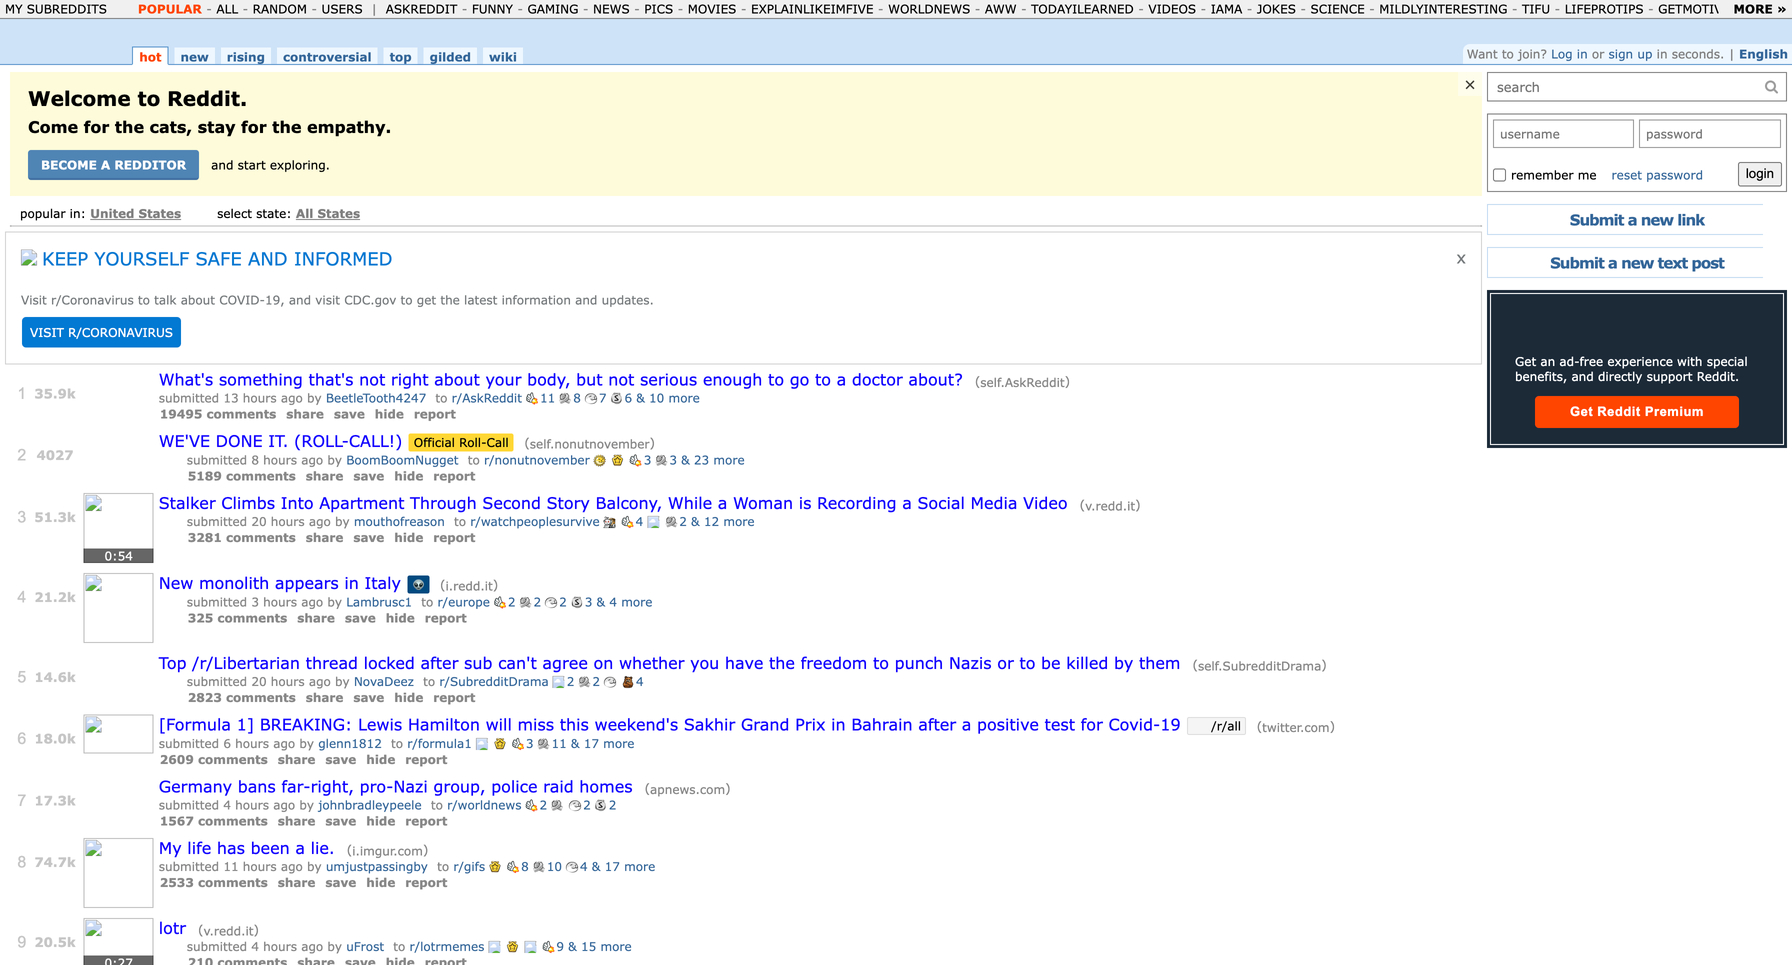 MY SUBREDDITS POPULAR - ALL - RANDOM - USERS | ASKREDDIT - FUNNY - GAMING - NEWS - PICS - MOVIES - EXPLAINLIKEIMFIVE - WORLDNEWS - AWW - TODAYILEARNED - VIDEOS - IAMA - JOKES - SCIENCE - MILDLYINTERESTING - TIFU - LIFEPROTIPS - MORE »
hot new rising controversial top gilded wiki
Want to join? Log in or sign up in seconds. | English
Welcome to Reddit.
Come for the cats, stay for the empathy.
BECOME A REDDITOR and start exploring.
popular in: United States select state: All States
KEEP YOURSELF SAFE AND INFORMED x
Visit r/Coronavirus to talk about COVID-19, and visit CDC.gov to get the latest information and updates.
VISIT R/CORONAVIRUS
1 35.9k What's something that's not right about your body, but not serious enough to go to a doctor about? (self.AskReddit)
submitted 13 hours ago by BeetleTooth4247 to r/AskReddit 11 8 7 6 & 10 more
19495 comments share save hide report
2 4027 WE'VE DONE IT. (ROLL-CALL!) Official Roll-Call (self.nonutnovember)
submitted 8 hours ago by BoomBoomNugget to r/nonutnovember 3 3 & 23 more
5189 comments share save hide report
3 51.3k Stalker Climbs Into Apartment Through Second Story Balcony, While a Woman is Recording a Social Media Video (v.redd.it)
submitted 20 hours ago by mouthofreason to r/watchpeoplesurvive 4 2 & 12 more
3281 comments share save hide report
0:54
4 21.2k New monolith appears in Italy (i.redd.it)
submitted 3 hours ago by Lambrusc1 to r/europe 2 2 2 3 & 4 more
325 comments share save hide report
5 14.6k Top /r/Libertarian thread locked after sub can't agree on whether you have the freedom to punch Nazis or to be killed by them (self.SubredditDrama)
submitted 20 hours ago by NovaDeez to r/SubredditDrama 2 2 4
2823 comments share save hide report
6 18.0k [Formula 1] BREAKING: Lewis Hamilton will miss this weekend's Sakhir Grand Prix in Bahrain after a positive test for Covid-19 /r/all (twitter.com)
submitted 6 hours ago by glenn1812 to r/formula1 3 11 & 17 more
2609 comments share save hide report
7 17.3k Germany bans far-right, pro-Nazi group, police raid homes (apnews.com)
submitted 4 hours ago by johnbradleypeele to r/worldnews 2 2 2
1567 comments share save hide report
8 74.7k My life has been a lie. (i.imgur.com)
submitted 11 hours ago by umjustpassingby to r/gifs 8 10 4 & 17 more
2533 comments share save hide report
9 20.5k lotr (v.redd.it)
submitted 4 hours ago by uFrost to r/lotrmemes 9 & 15 more
210 comments share save hide report
0:27
search
username password
remember me reset password login
Submit a new link
Submit a new text post
Get an ad-free experience with special
benefits, and directly support Reddit.
Get Reddit Premium